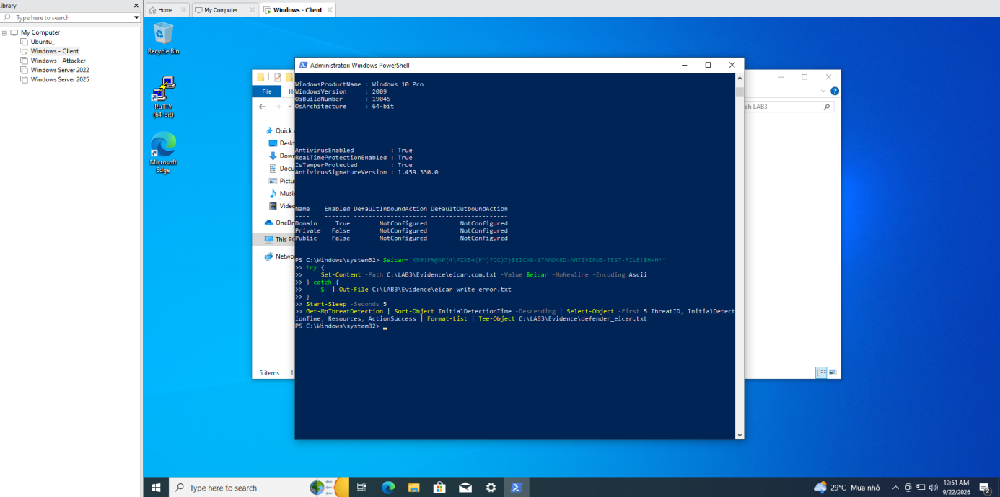 ibrary
Type here to search
My Computer
Ubuntu_
Windows - Client
Windows - Attacker
Windows Server 2022
Windows Server 2025
Home
My Computer
Windows - Client
Recycle Bin
PuTTY
(64-bit)
Microsoft
Edge
File
H
ch LAB3
Quick a
Deskt
Down
Docu
Pictu
Music
Videc
OneDr
This PC
Netwo
5 items
1
Administrator: Windows PowerShell
WindowsProductName : Windows 10 Pro
WindowsVersion : 2009
OsBuildNumber : 19045
OsArchitecture : 64-bit
AntivirusEnabled : True
RealTimeProtectionEnabled : True
IsTamperProtected : True
AntivirusSignatureVersion : 1.459.330.0
Name Enabled DefaultInboundAction DefaultOutboundAction
---- ------- -------------------- ---------------------
Domain True NotConfigured NotConfigured
Private False NotConfigured NotConfigured
Public False NotConfigured NotConfigured
PS C:\Windows\system32> $eicar='X5O!P%@AP[4\PZX54(P^)7CC)7}$EICAR-STANDARD-ANTIVIRUS-TEST-FILE!$H+H*'
>> try {
>> Set-Content -Path C:\LAB3\Evidence\eicar.com.txt -Value $eicar -NoNewline -Encoding Ascii
>> } catch {
>> $_ | Out-File C:\LAB3\Evidence\eicar_write_error.txt
>> }
>> Start-Sleep -Seconds 5
>> Get-MpThreatDetection | Sort-Object InitialDetectionTime -Descending | Select-Object -First 5 ThreatID, InitialDetect
ionTime, Resources, ActionSuccess | Format-List | Tee-Object C:\LAB3\Evidence\defender_eicar.txt
PS C:\Windows\system32>
Type here to search
29°C Mưa nhỏ
12:51 AM
9/22/2026
2